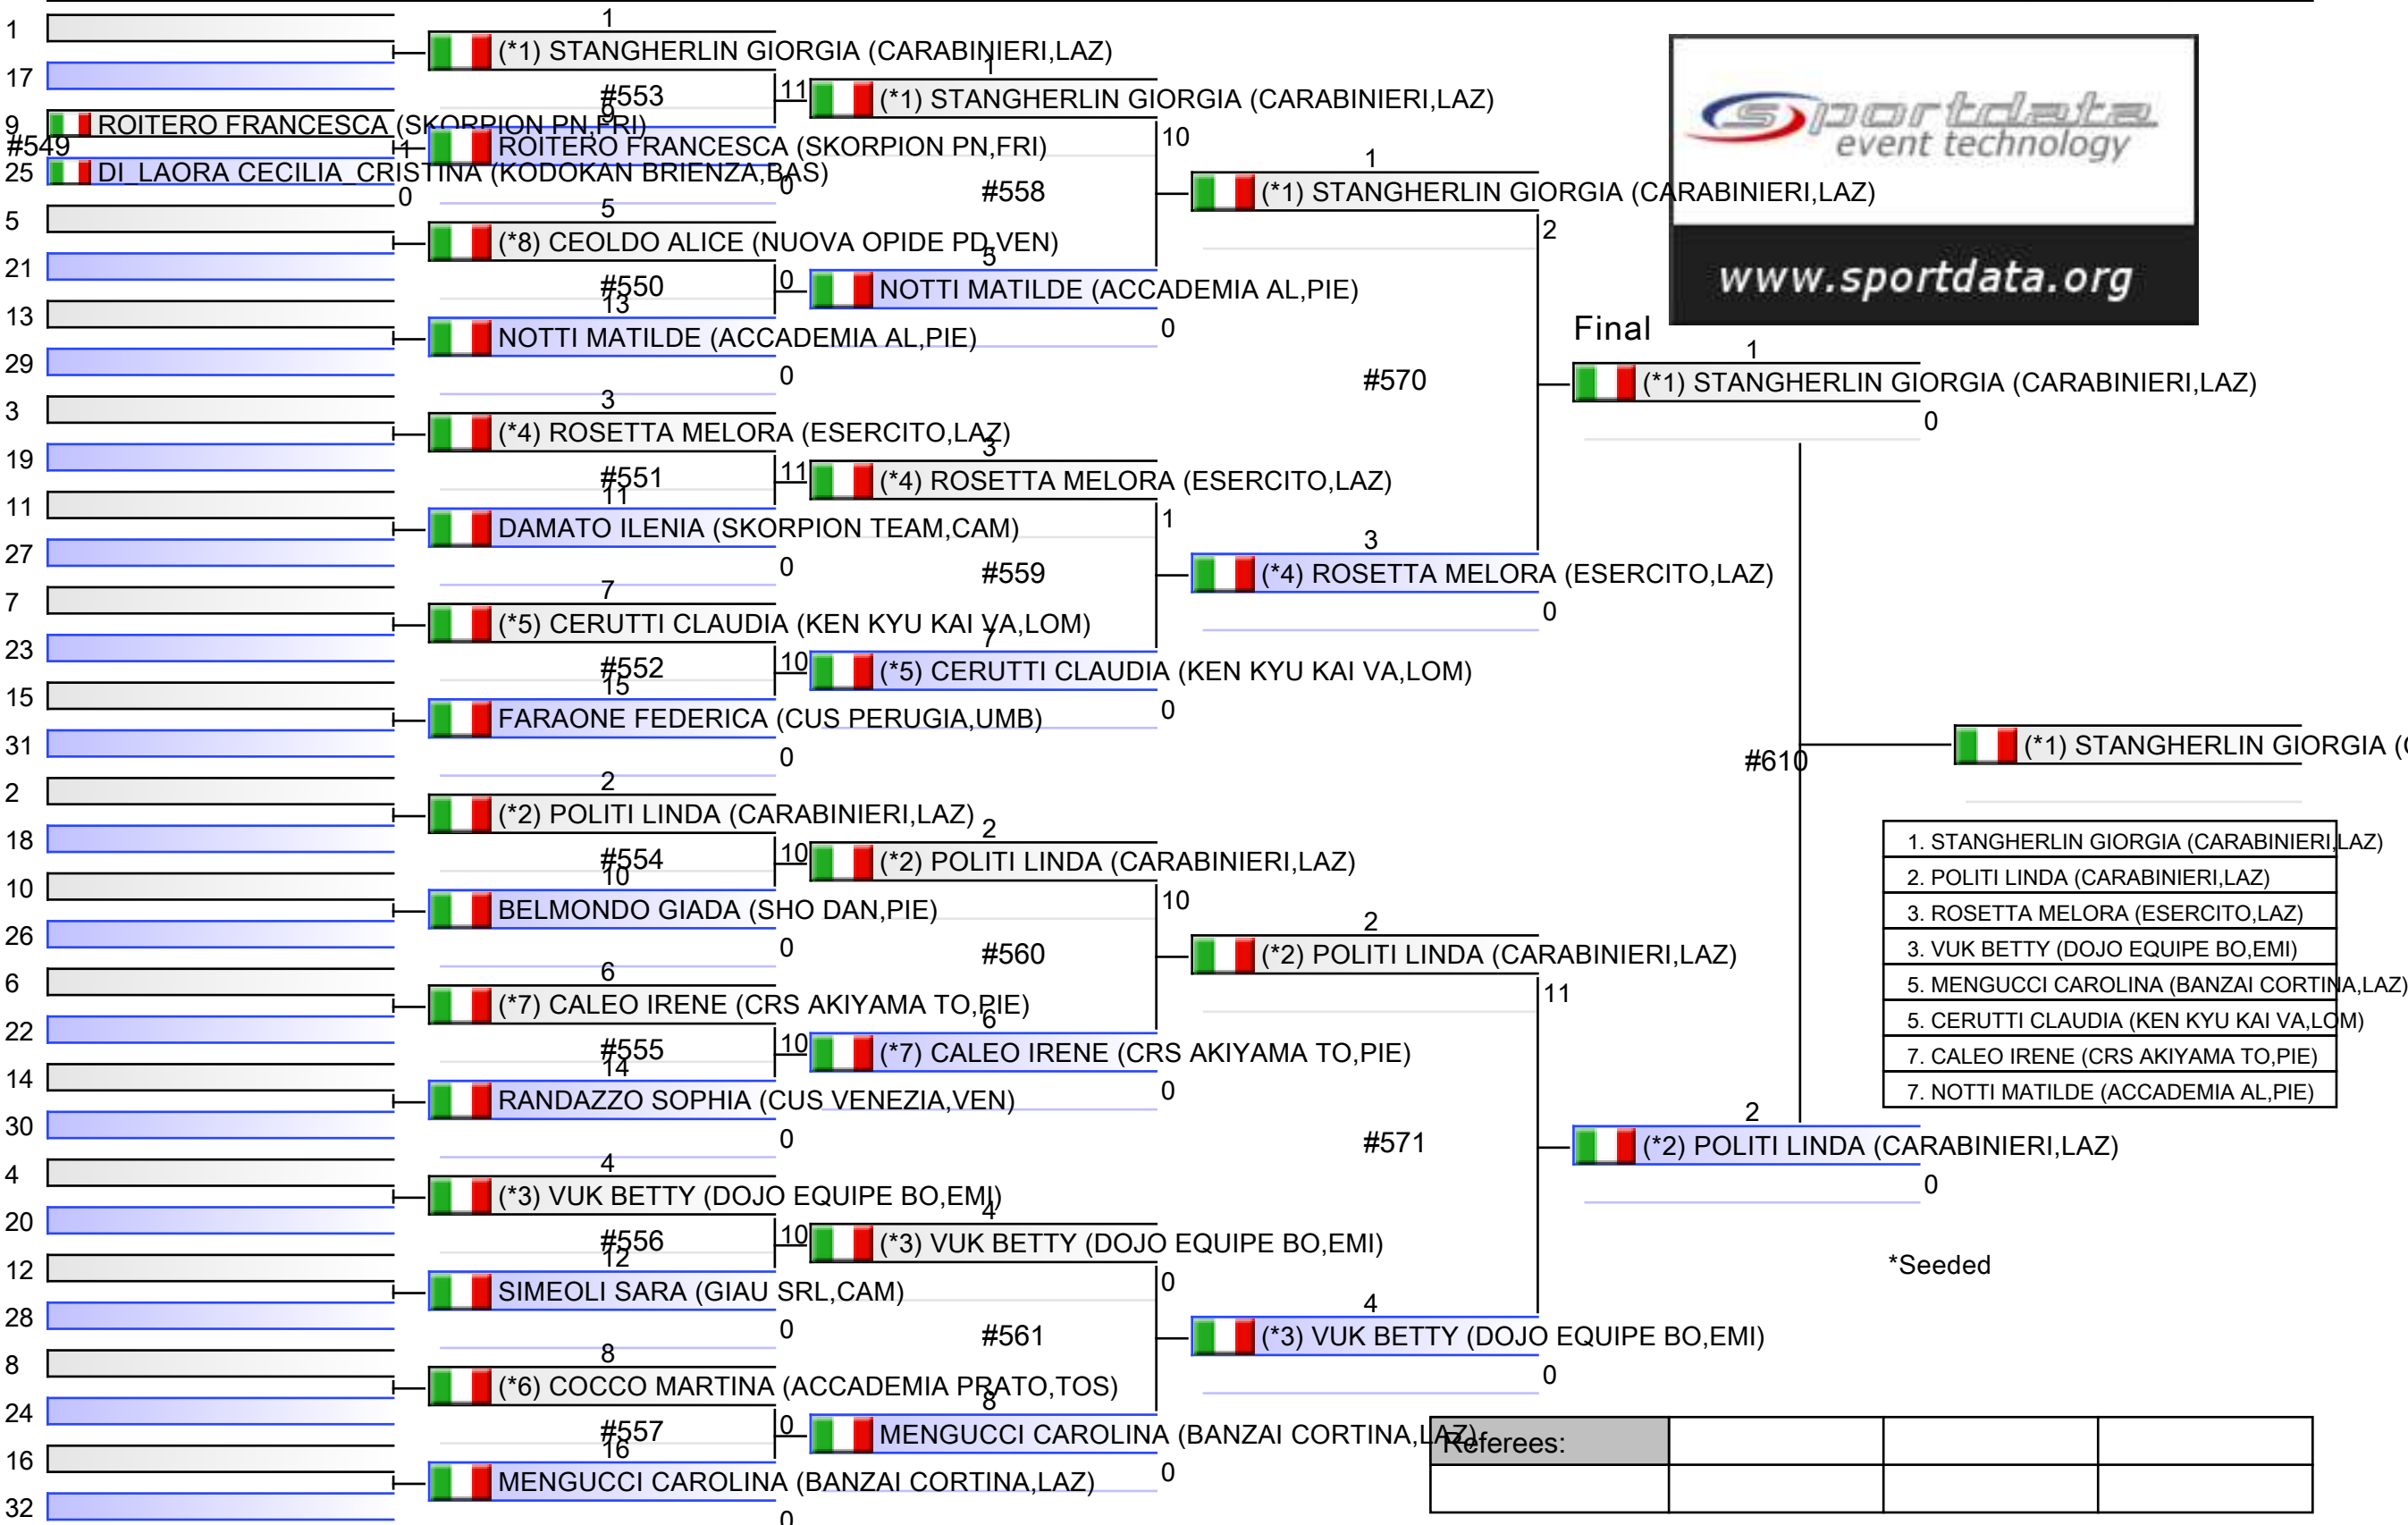 1
17
9 ROITERO FRANCESCA (SKORPION PN,FRI)
#549
1
25 DI_LAORA CECILIA_CRISTINA (KODOKAN BRIENZA,BAS)
0
5
21
13
29
3
19
11
27
7
23
15
31
2
18
10
26
6
22
14
30
4
20
12
28
8
24
16
32
1
(*1) STANGHERLIN GIORGIA (CARABINIERI,LAZ)
#553
11
9
ROITERO FRANCESCA (SKORPION PN,FRI)
0
5
(*8) CEOLDO ALICE (NUOVA OPIDE PD,VEN)
#550
0
13
NOTTI MATILDE (ACCADEMIA AL,PIE)
0
3
(*4) ROSETTA MELORA (ESERCITO,LAZ)
#551
11
11
DAMATO ILENIA (SKORPION TEAM,CAM)
0
7
(*5) CERUTTI CLAUDIA (KEN KYU KAI VA,LOM)
#552
10
15
FARAONE FEDERICA (CUS PERUGIA,UMB)
0
2
(*2) POLITI LINDA (CARABINIERI,LAZ)
#554
10
10
BELMONDO GIADA (SHO DAN,PIE)
0
6
(*7) CALEO IRENE (CRS AKIYAMA TO,PIE)
#555
10
14
RANDAZZO SOPHIA (CUS VENEZIA,VEN)
0
4
(*3) VUK BETTY (DOJO EQUIPE BO,EMI)
#556
10
12
SIMEOLI SARA (GIAU SRL,CAM)
0
8
(*6) COCCO MARTINA (ACCADEMIA PRATO,TOS)
#557
0
16
MENGUCCI CAROLINA (BANZAI CORTINA,LAZ)
0
1
(*1) STANGHERLIN GIORGIA (CARABINIERI,LAZ)
10
#558
5
NOTTI MATILDE (ACCADEMIA AL,PIE)
0
3
(*4) ROSETTA MELORA (ESERCITO,LAZ)
1
#559
7
(*5) CERUTTI CLAUDIA (KEN KYU KAI VA,LOM)
0
2
(*2) POLITI LINDA (CARABINIERI,LAZ)
10
#560
6
(*7) CALEO IRENE (CRS AKIYAMA TO,PIE)
0
4
(*3) VUK BETTY (DOJO EQUIPE BO,EMI)
0
#561
8
MENGUCCI CAROLINA (BANZAI CORTINA,LAZ)
0
1
(*1) STANGHERLIN GIORGIA (CARABINIERI,LAZ)
2
#570
3
(*4) ROSETTA MELORA (ESERCITO,LAZ)
0
2
(*2) POLITI LINDA (CARABINIERI,LAZ)
11
#571
4
(*3) VUK BETTY (DOJO EQUIPE BO,EMI)
0
sportdata
event technology
www.sportdata.org
Final
1
(*1) STANGHERLIN GIORGIA (CARABINIERI,LAZ)
0
#610
2
(*2) POLITI LINDA (CARABINIERI,LAZ)
0
(*1) STANGHERLIN GIORGIA (
1. STANGHERLIN GIORGIA (CARABINIERI,LAZ)
2. POLITI LINDA (CARABINIERI,LAZ)
3. ROSETTA MELORA (ESERCITO,LAZ)
3. VUK BETTY (DOJO EQUIPE BO,EMI)
5. MENGUCCI CAROLINA (BANZAI CORTINA,LAZ)
5. CERUTTI CLAUDIA (KEN KYU KAI VA,LOM)
7. CALEO IRENE (CRS AKIYAMA TO,PIE)
7. NOTTI MATILDE (ACCADEMIA AL,PIE)
*Seeded
Referees: